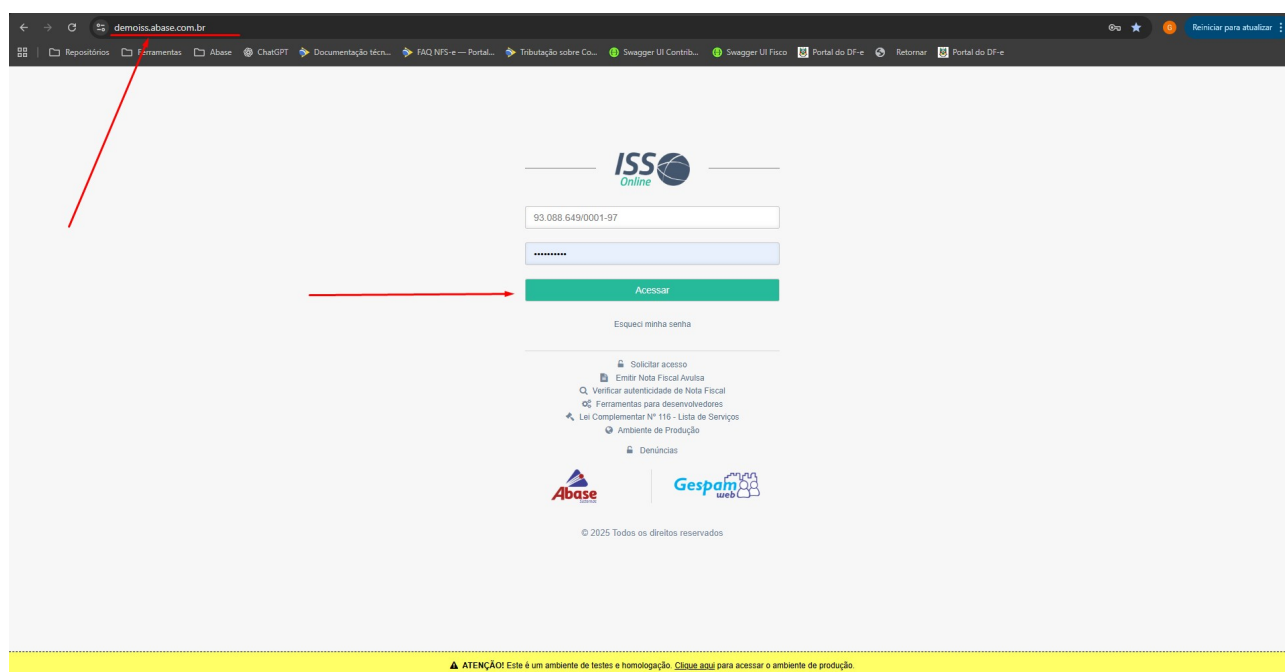 demoiss.abase.com.br
Reiniciar para atualizar
Repositórios Ferramentas Abase ChatGPT Documentação técn... FAQ NFS-e — Portal... Tributação sobre Co... Swagger UI Contrib... Swagger UI Fisco Portal do DF-e Retornar Portal do DF-e
ISS
Online
93.088.649/0001-97
••••••••••
Acessar
Esqueci minha senha
Solicitar acesso
Emitir Nota Fiscal Avulsa
Verificar autenticidade de Nota Fiscal
Ferramentas para desenvolvedores
Lei Complementar Nº 116 - Lista de Serviços
Ambiente de Produção
Denúncias
Abase
Gespam
web
© 2025 Todos os direitos reservados
ATENÇÃO! Este é um ambiente de testes e homologação. Clique aqui para acessar o ambiente de produção.